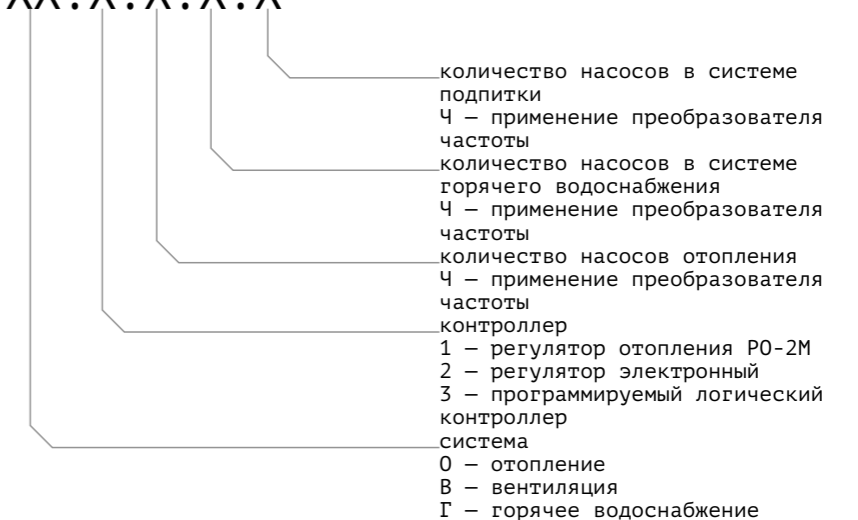 XX.X.X.X.X
количество насосов в системе
подпитки
Ч — применение преобразователя
частоты
количество насосов в системе
горячего водоснабжения
Ч — применение преобразователя
частоты
количество насосов отопления
Ч — применение преобразователя
частоты
контроллер
1 — регулятор отопления РО-2М
2 — регулятор электронный
3 — программируемый логический
контроллер
система
О — отопление
В — вентиляция
Г — горячее водоснабжение